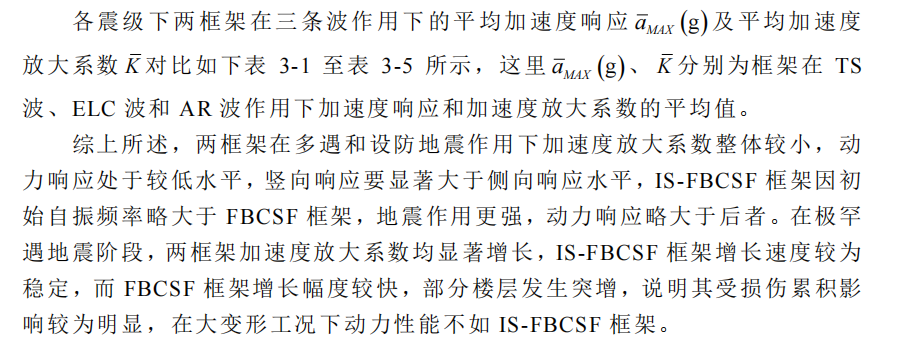 各震级下两框架在三条波作用下的平均加速度响应 a̅MAX (g)及平均加速度
放大系数 K̅ 对比如下表 3-1 至表 3-5 所示，这里 a̅MAX (g)、 K̅ 分别为框架在 TS
波、ELC 波和 AR 波作用下加速度响应和加速度放大系数的平均值。
综上所述，两框架在多遇和设防地震作用下加速度放大系数整体较小，动
力响应处于较低水平，竖向响应要显著大于侧向响应水平，IS-FBCSF 框架因初
始自振频率略大于 FBCSF 框架，地震作用更强，动力响应略大于后者。在极罕
遇地震阶段，两框架加速度放大系数均显著增长，IS-FBCSF 框架增长速度较为
稳定，而 FBCSF 框架增长幅度较快，部分楼层发生突增，说明其受损伤累积影
响较为明显，在大变形工况下动力性能不如 IS-FBCSF 框架。